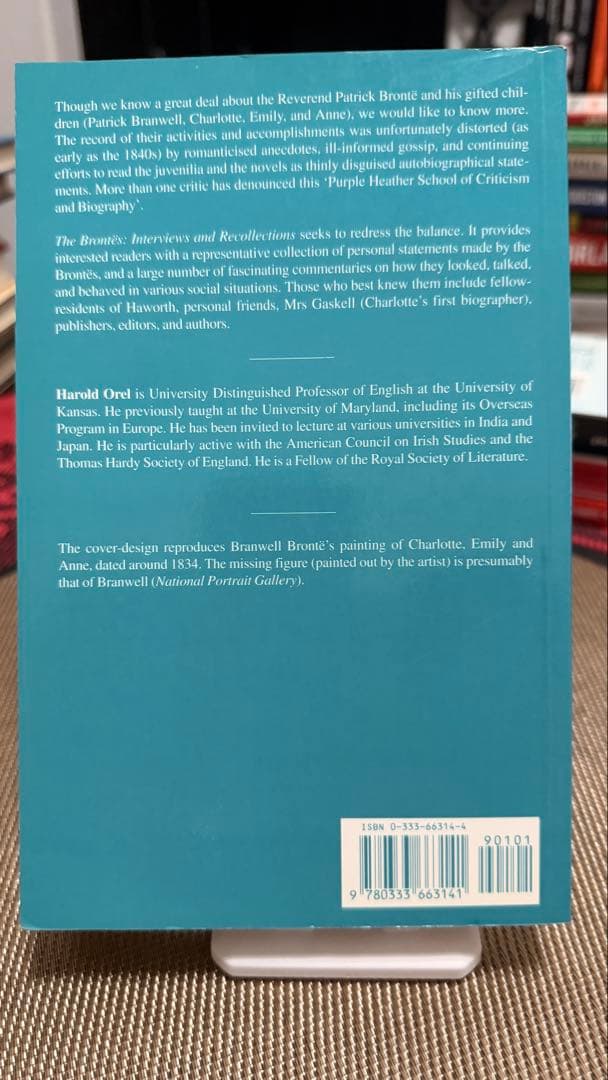 Though we know a great deal about the Reverend Patrick Brontë and his gifted chil-
dren (Patrick Branwell, Charlotte, Emily, and Anne), we would like to know more.
The record of their activities and accomplishments was unfortunately distorted (as
early as the 1840s) by romanticised anecdotes, ill-informed gossip, and continuing
efforts to read the juvenitia and the novels as thinly disguised autobiographical state-
ments. More than one critic has denounced this ‘Purple Heather School of Criticism
and Biography’.
The Brontës: Interviews and Recollections seeks to redress the balance. It provides
interested readers with a representative collection of personal statements made by the
Brontës, and a large number of fascinating commentaries on how they looked, talked,
and behaved in various social situations. Those who best knew them include fellow-
residents of Haworth, personal friends, Mrs Gaskell (Charlotte's first biographer),
publishers, editors, and authors.
Harold Orel is University Distinguished Professor of English at the University of
Kansas. He previously taught at the University of Maryland, including its Overseas
Program in Europe. He has been invited to lecture at various universities in India and
Japan. He is particularly active with the American Council on Irish Studies and the
Thomas Hardy Society of England. He is a Fellow of the Royal Society of Literature.
The cover-design reproduces Branwell Brontë's painting of Charlotte, Emily and
Anne, dated around 1834. The missing figure (painted out by the artist) is presumably
that of Branwell (National Portrait Gallery).
ISBN 0-333-66314-4
90101
9 780333 663141